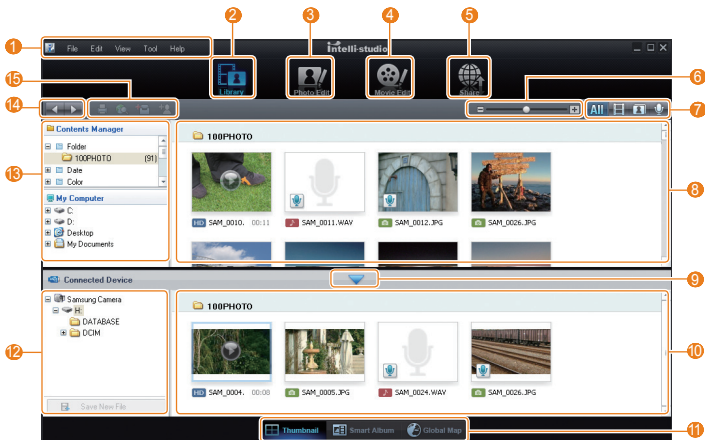 2 3 4 5
1 File Edit View Tool Help intelli-studio
15 6
Library Photo Edit Movie Edit Share
14 All 7
Contents Manager
Folder
100PHOTO (91)
Date
Color
13
My Computer
C:
D:
Desktop
My Documents
100PHOTO
HD SAM_0010. 00:11 SAM_0011.WAV SAM_0012.JPG SAM_0026.JPG
8
Connected Device 9
Samsung Camera
H:
DATABASE
DCIM
12
Save New File
100PHOTO
HD SAM_0004. 00:08 SAM_0005.JPG SAM_0024.WAV SAM_0026.JPG
10
Thumbnail Smart Album Global Map 11